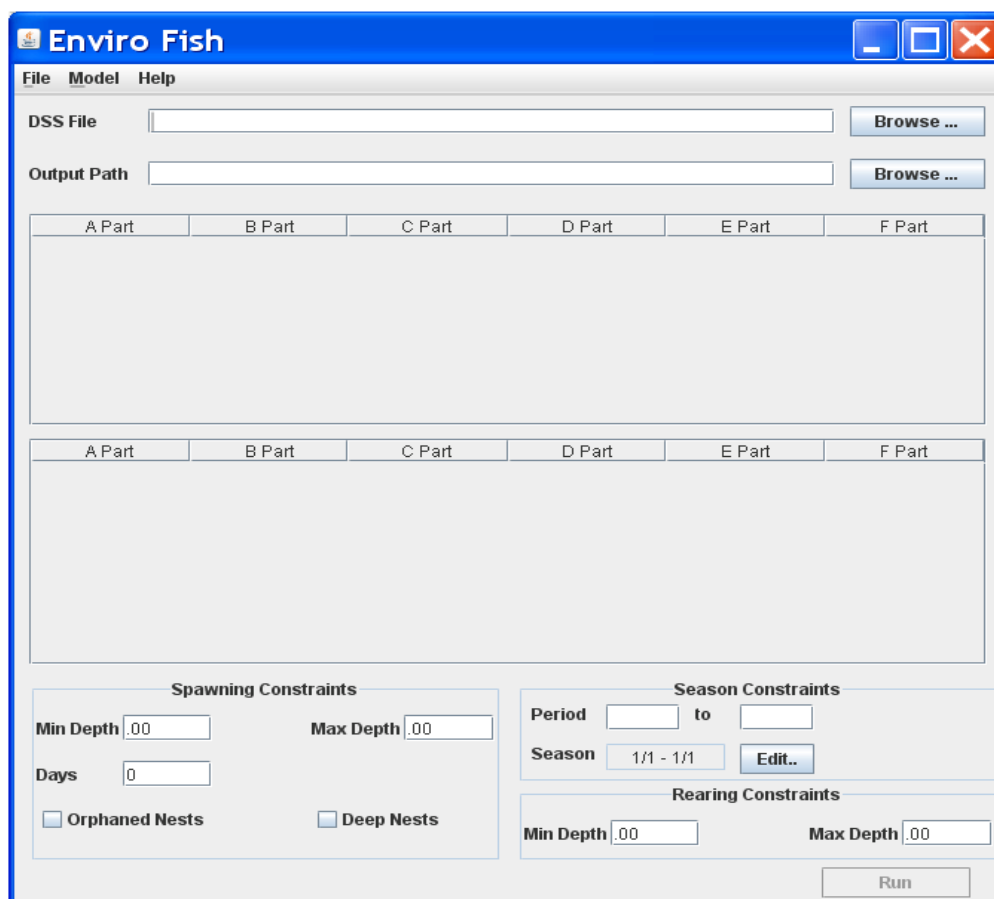 Enviro Fish
File Model Help
DSS File Browse ...
Output Path Browse ...
A Part B Part C Part D Part E Part F Part
A Part B Part C Part D Part E Part F Part
Spawning Constraints
Min Depth .00 Max Depth .00
Days 0
Orphaned Nests Deep Nests
Season Constraints
Period to
Season 1/1 - 1/1 Edit..
Rearing Constraints
Min Depth .00 Max Depth .00
Run